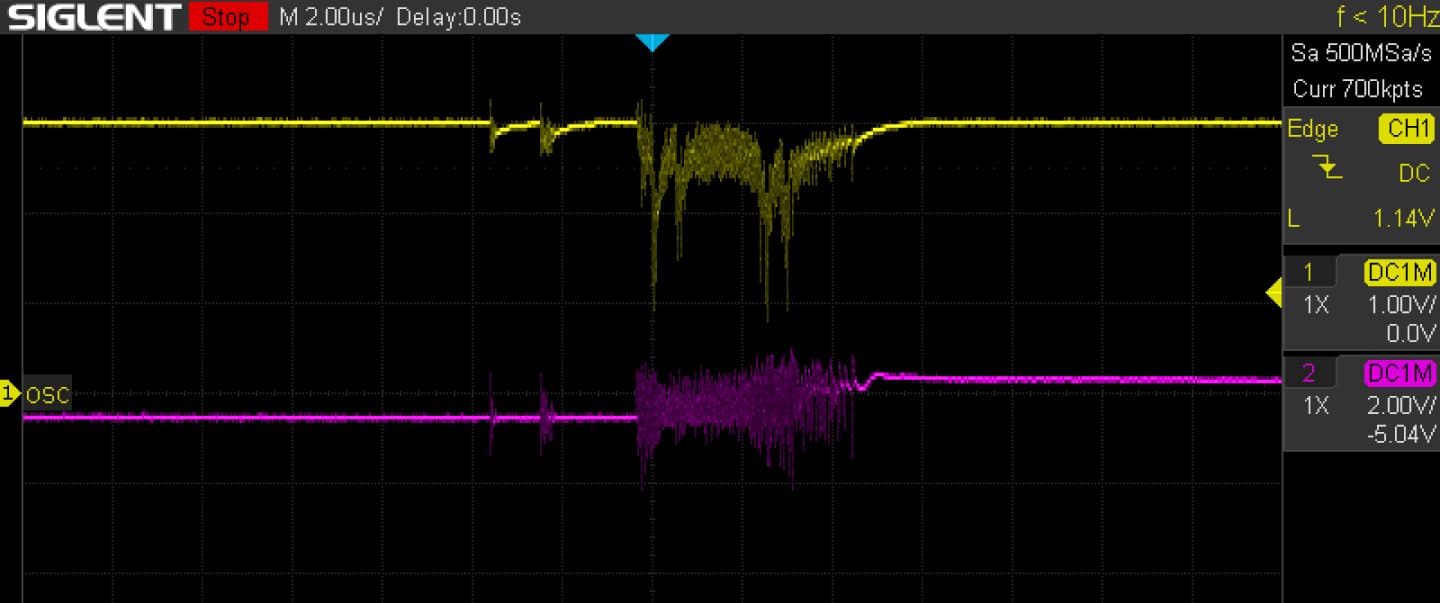 SIGLENT Stop M 2.00us/ Delay:0.00s f < 10Hz
Sa 500MSa/s
Curr 700kpts
Edge CH1
DC
L 1.14V
1 DC1M
1X 1.00V/
0.0V
2 DC1M
1X 2.00V/
-5.04V
1 OSC